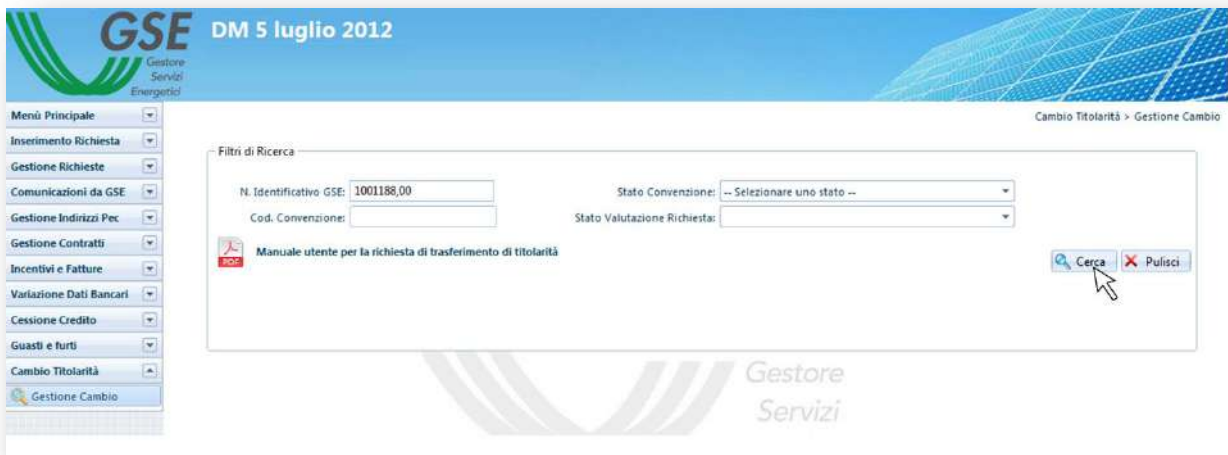 GSE
Gestore
Servizi
Energetici
DM 5 luglio 2012
Menù Principale
Inserimento Richiesta
Gestione Richieste
Comunicazioni da GSE
Gestione Indirizzi Pec
Gestione Contratti
Incentivi e Fatture
Variazione Dati Bancari
Cessione Credito
Guasti e furti
Cambio Titolarità
Gestione Cambio
Cambio Titolarità > Gestione Cambio
Filtri di Ricerca
N. Identificativo GSE: 1001188,00 Stato Convenzione: -- Selezionare uno stato --
Cod. Convenzione: Stato Valutazione Richiesta:
PDF Manuale utente per la richiesta di trasferimento di titolarità
Cerca Pulisci
Gestore
Servizi